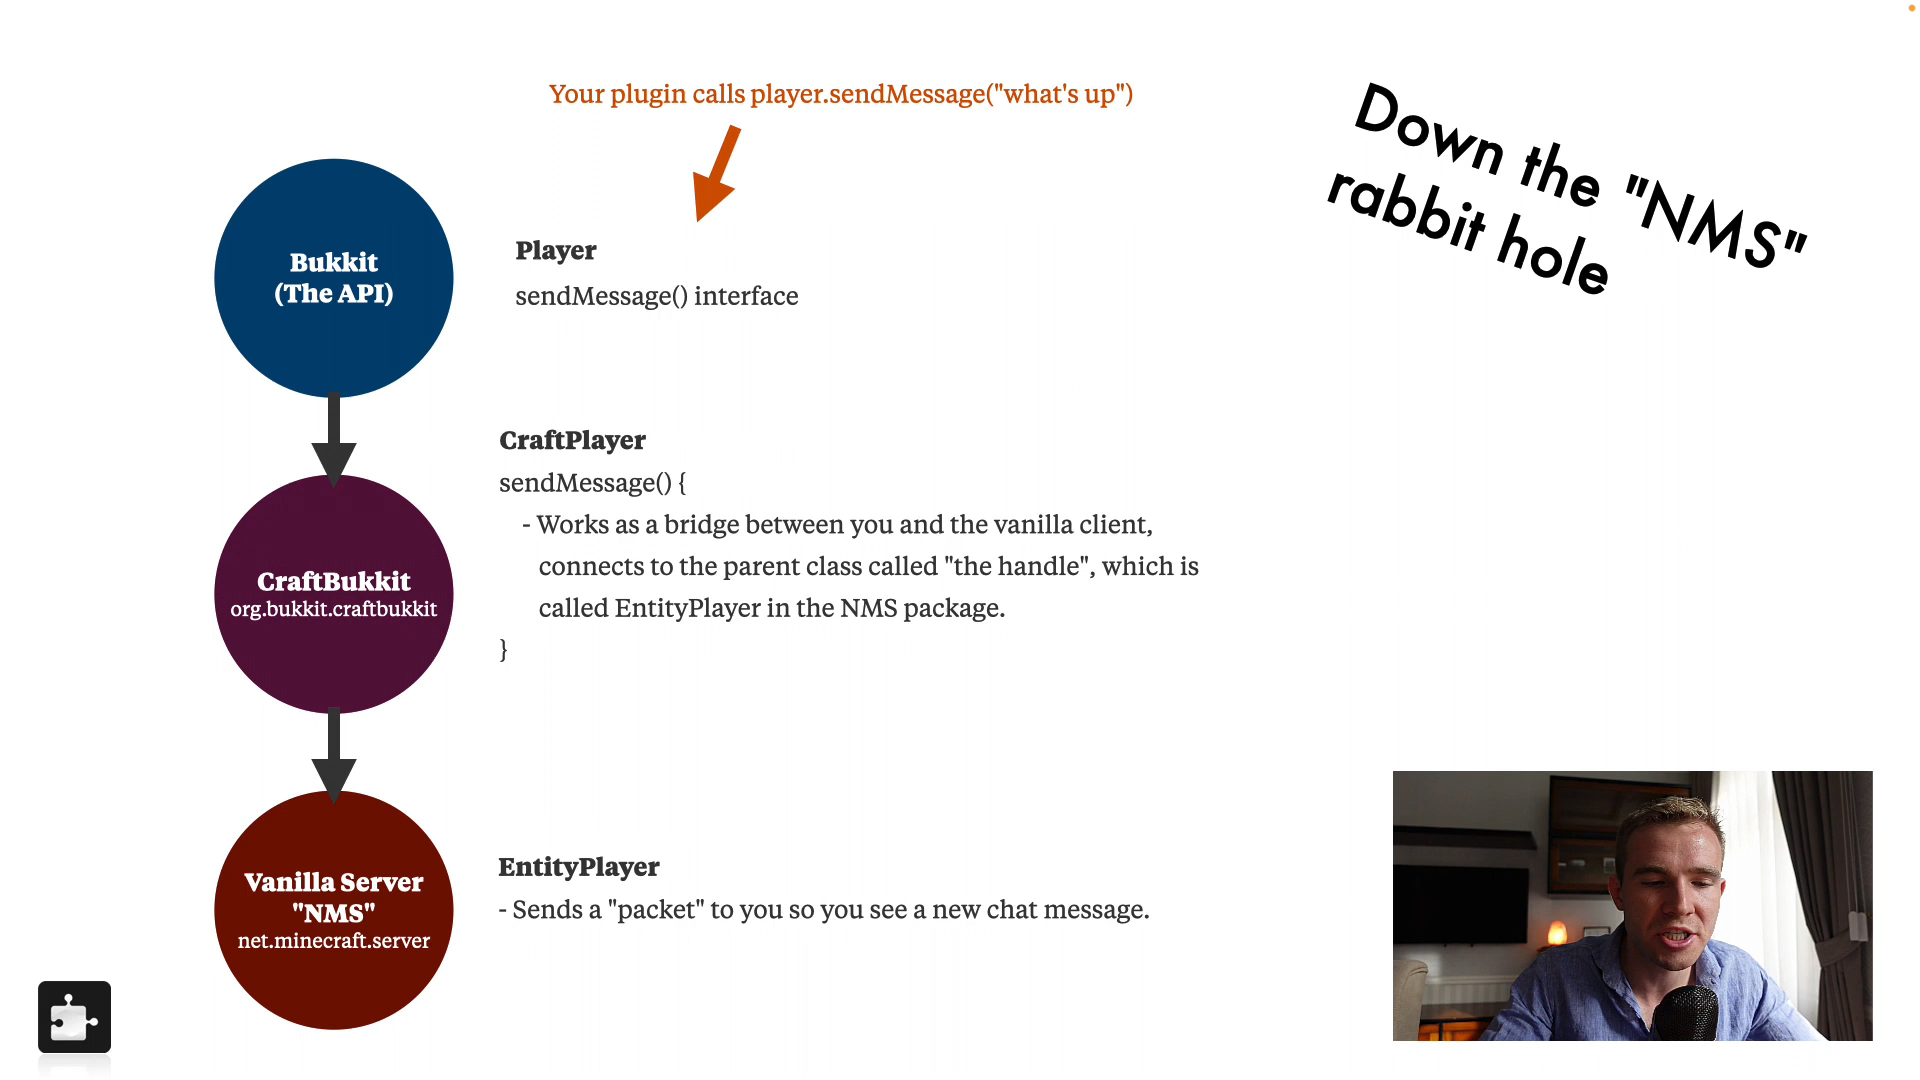 Your plugin calls player.sendMessage("what's up")
Down the "NMS"
rabbit hole
Bukkit
(The API)
Player
sendMessage() interface
CraftBukkit
org.bukkit.craftbukkit
CraftPlayer
sendMessage() {
- Works as a bridge between you and the vanilla client,
connects to the parent class called "the handle", which is
called EntityPlayer in the NMS package.
}
Vanilla Server
"NMS"
net.minecraft.server
EntityPlayer
- Sends a "packet" to you so you see a new chat message.